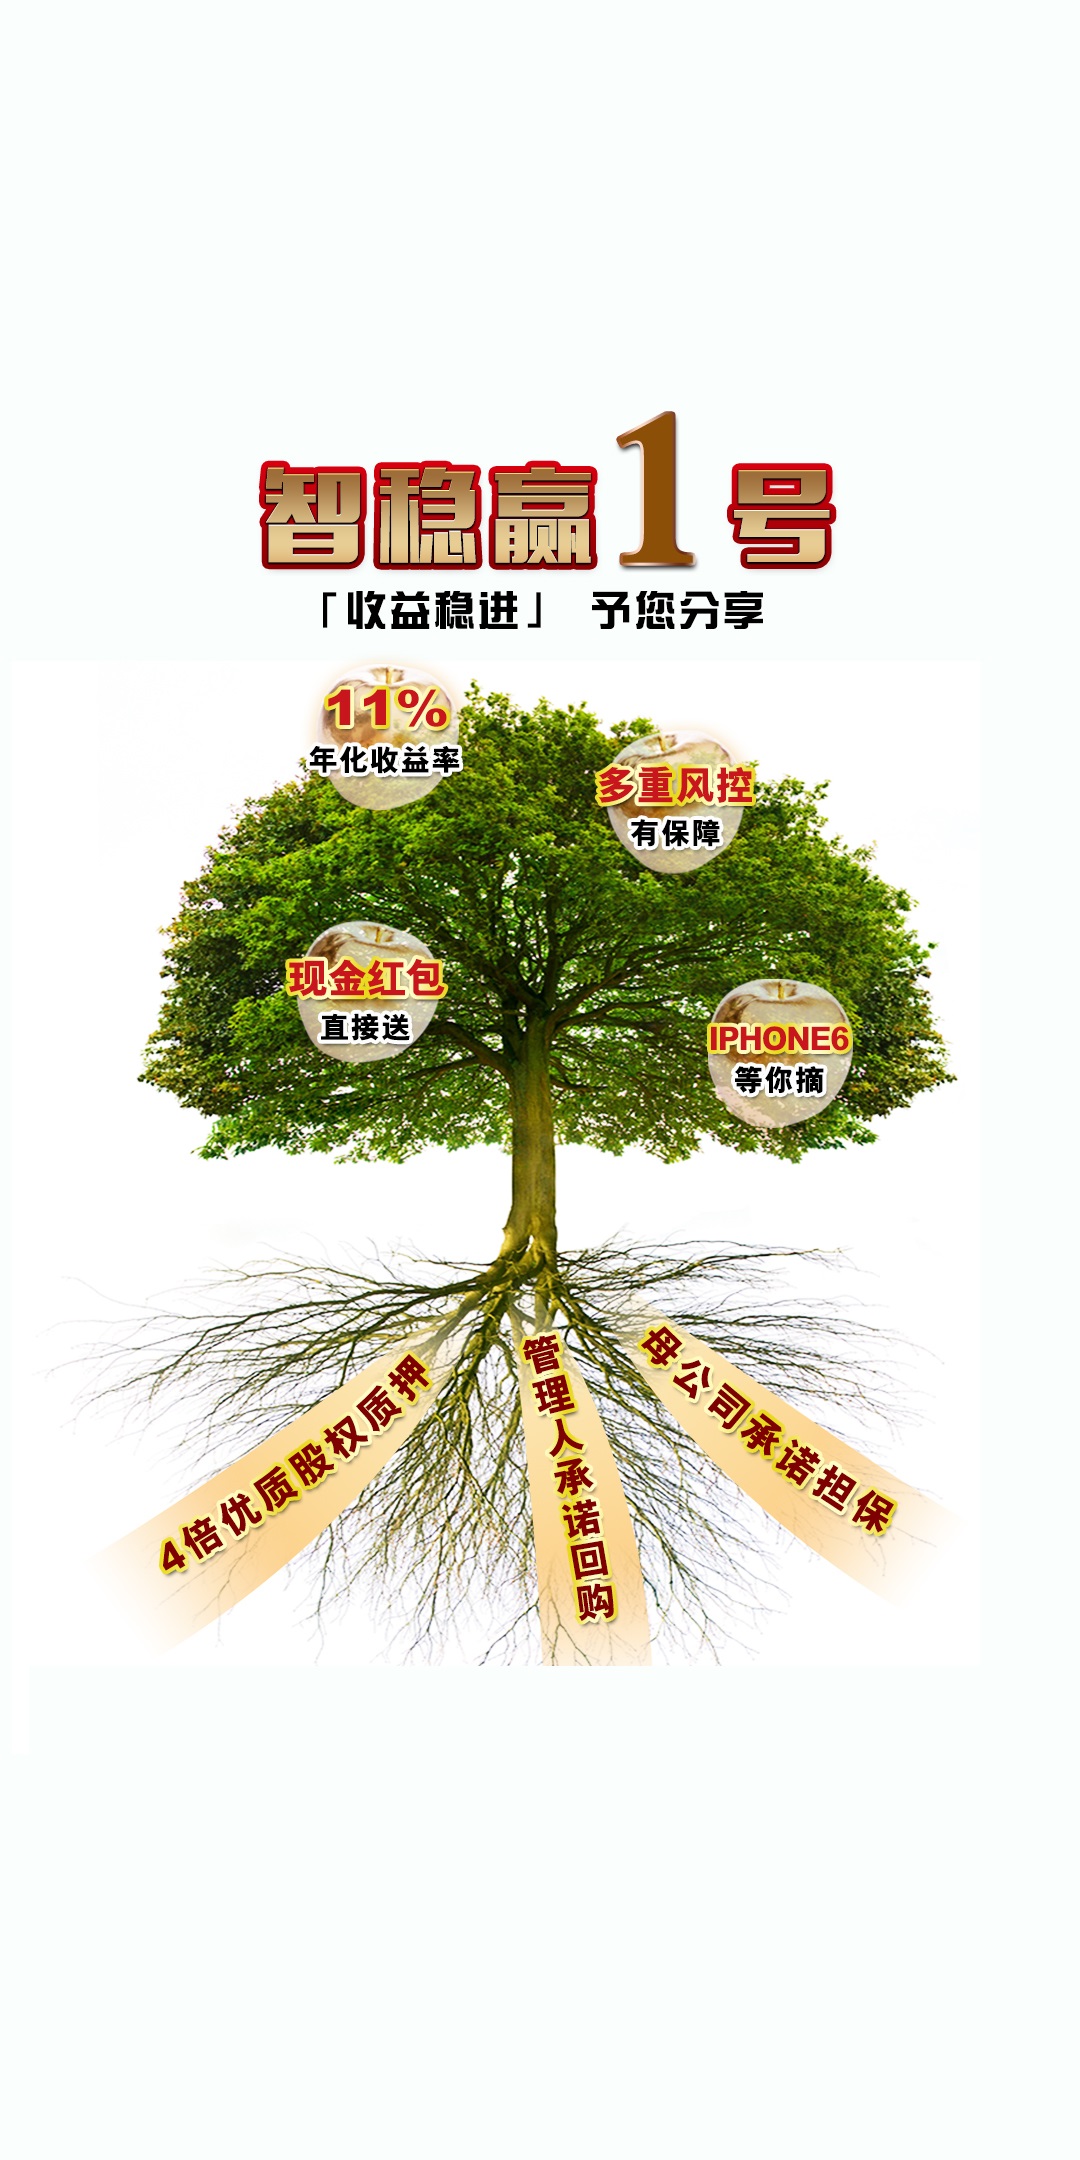 智稳赢1号
「收益稳进」 予您分享
11%
年化收益率
多重风控
有保障
现金红包
直接送
IPHONE6
等你摘
4倍优质股权质押
管理人承诺回购
母公司承诺担保